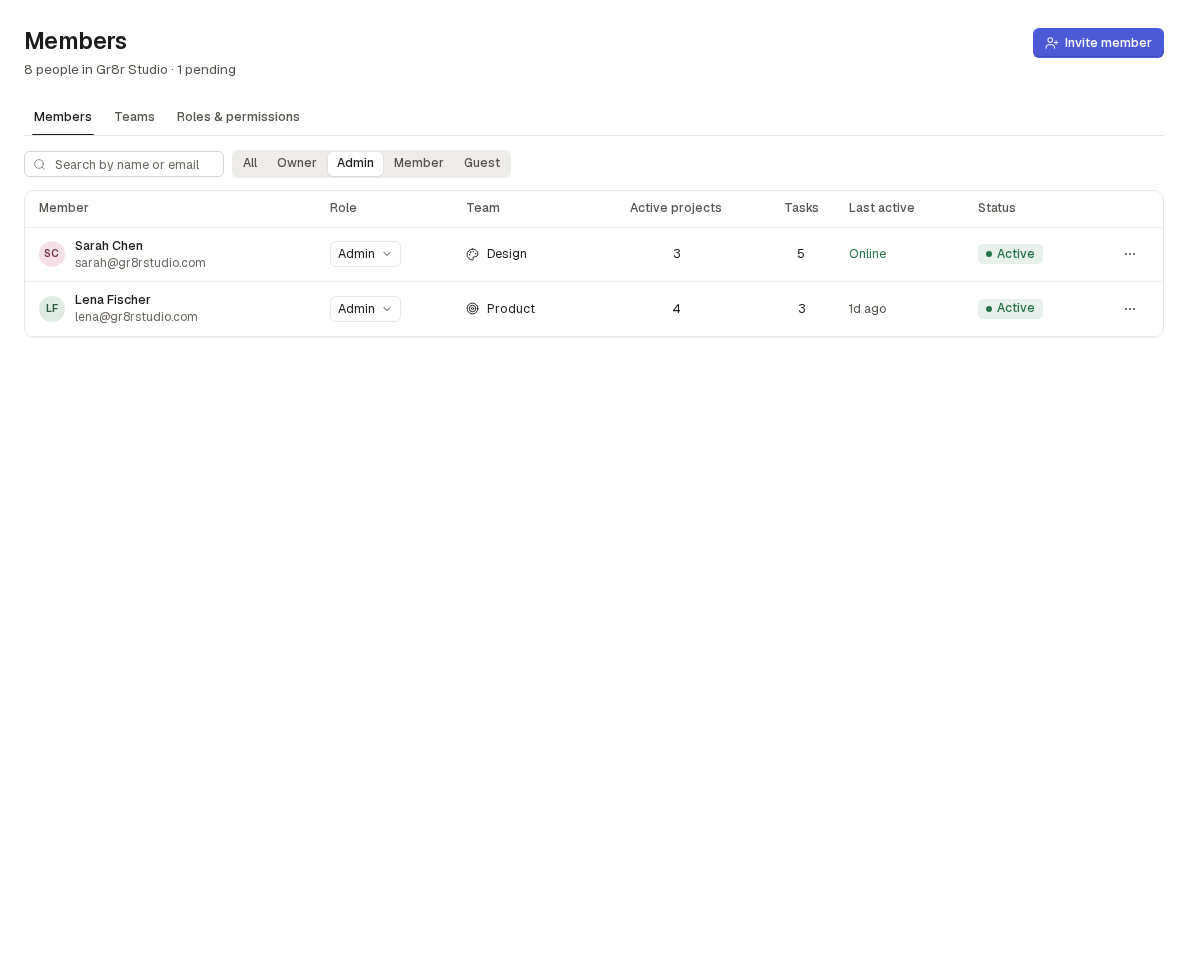 Members
Invite member
8 people in Gr8r Studio · 1 pending
Members Teams Roles & permissions
Search by name or email All Owner Admin Member Guest
Member Role Team Active projects Tasks Last active Status
SC Sarah Chen Admin Design 3 5 Online Active
sarah@gr8rstudio.com
LF Lena Fischer Admin Product 4 3 1d ago Active
lena@gr8rstudio.com